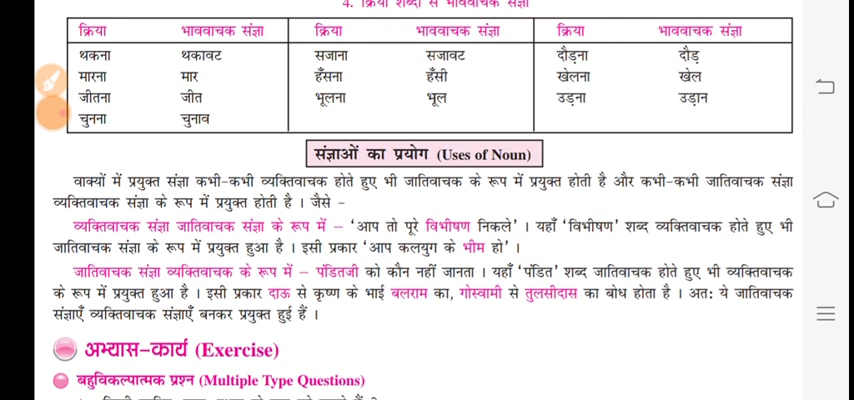 4. क्रिया शब्दों से भाववाचक संज्ञा
क्रिया भाववाचक संज्ञा क्रिया भाववाचक संज्ञा क्रिया भाववाचक संज्ञा
थकना थकावट सजाना सजावट दौड़ना दौड़
मारना मार हँसना हँसी खेलना खेल
जीतना जीत भूलना भूल उड़ना उड़ान
चुनना चुनाव
संज्ञाओं का प्रयोग (Uses of Noun)
वाक्यों में प्रयुक्त संज्ञा कभी-कभी व्यक्तिवाचक होते हुए भी जातिवाचक के रूप में प्रयुक्त होती है और कभी-कभी जातिवाचक संज्ञा
व्यक्तिवाचक संज्ञा के रूप में प्रयुक्त होती है । जैसे -
व्यक्तिवाचक संज्ञा जातिवाचक संज्ञा के रूप में – ‘आप तो पूरे विभीषण निकले’ । यहाँ ‘विभीषण’ शब्द व्यक्तिवाचक होते हुए भी
जातिवाचक संज्ञा के रूप में प्रयुक्त हुआ है । इसी प्रकार ‘आप कलयुग के भीम हो’ ।
जातिवाचक संज्ञा व्यक्तिवाचक के रूप में – पंडितजी को कौन नहीं जानता । यहाँ ‘पंडित’ शब्द जातिवाचक होते हुए भी व्यक्तिवाचक
के रूप में प्रयुक्त हुआ है । इसी प्रकार दाऊ से कृष्ण के भाई बलराम का, गोस्वामी से तुलसीदास का बोध होता है । अतः ये जातिवाचक
संज्ञाएँ व्यक्तिवाचक संज्ञाएँ बनकर प्रयुक्त हुई हैं ।
अभ्यास-कार्य (Exercise)
बहुविकल्पात्मक प्रश्न (Multiple Type Questions)